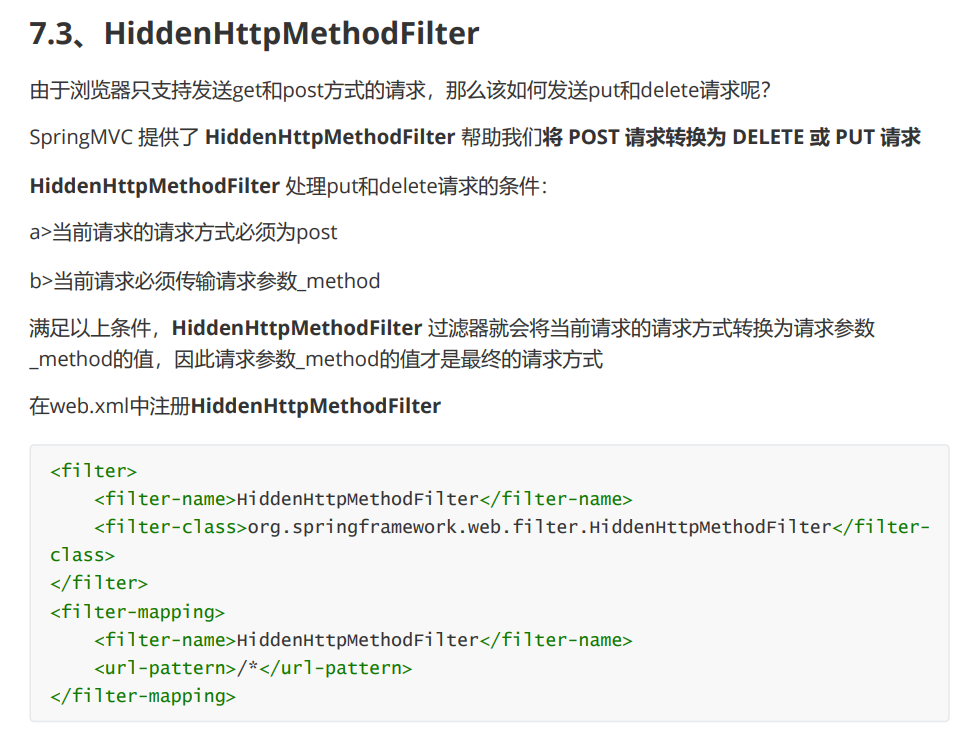 7.3、HiddenHttpMethodFilter
由于浏览器只支持发送get和post方式的请求，那么该如何发送put和delete请求呢？
SpringMVC 提供了 HiddenHttpMethodFilter 帮助我们将 POST 请求转换为 DELETE 或 PUT 请求
HiddenHttpMethodFilter 处理put和delete请求的条件：
a>当前请求的请求方式必须为post
b>当前请求必须传输请求参数_method
满足以上条件，HiddenHttpMethodFilter 过滤器就会将当前请求的请求方式转换为请求参数
_method的值，因此请求参数_method的值才是最终的请求方式
在web.xml中注册HiddenHttpMethodFilter
<filter>
    <filter-name>HiddenHttpMethodFilter</filter-name>
    <filter-class>org.springframework.web.filter.HiddenHttpMethodFilter</filter-
class>
</filter>
<filter-mapping>
    <filter-name>HiddenHttpMethodFilter</filter-name>
    <url-pattern>/*</url-pattern>
</filter-mapping>